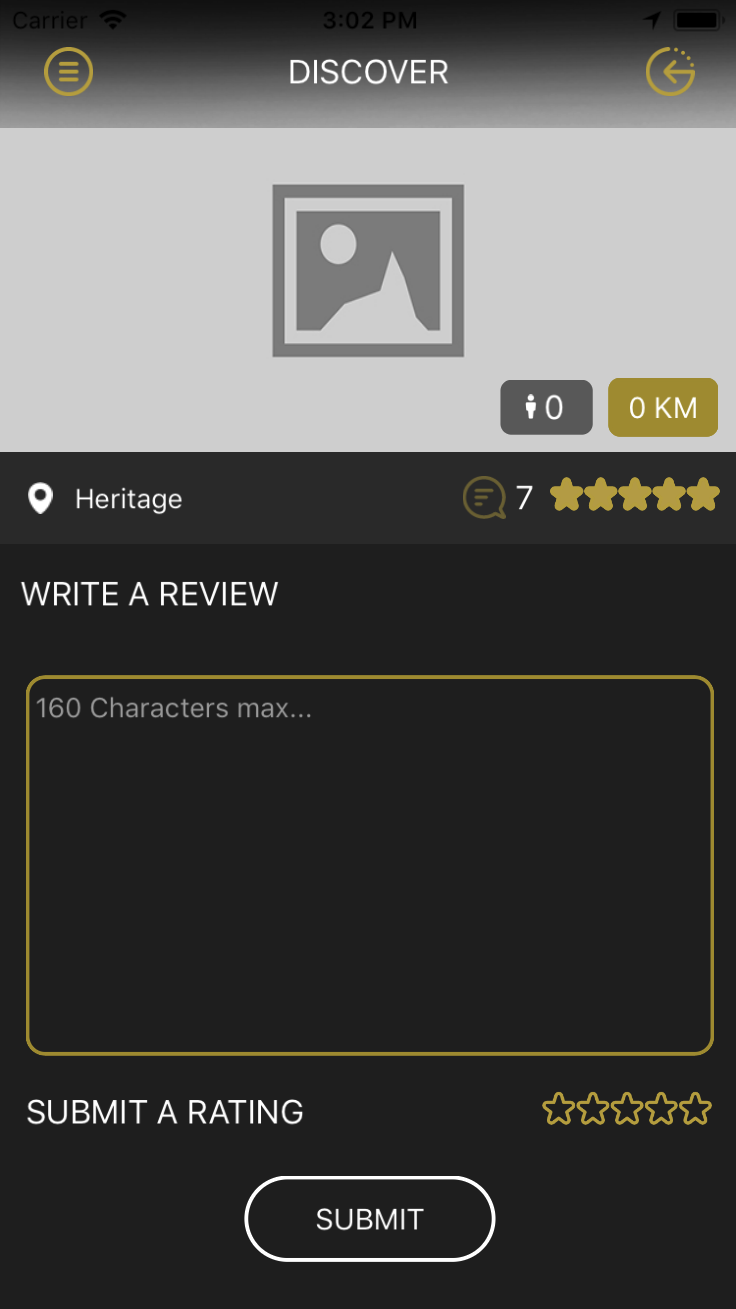 Carrier 3:02 PM
DISCOVER
0 0 KM
Heritage 7
WRITE A REVIEW
160 Characters max...
SUBMIT A RATING
SUBMIT